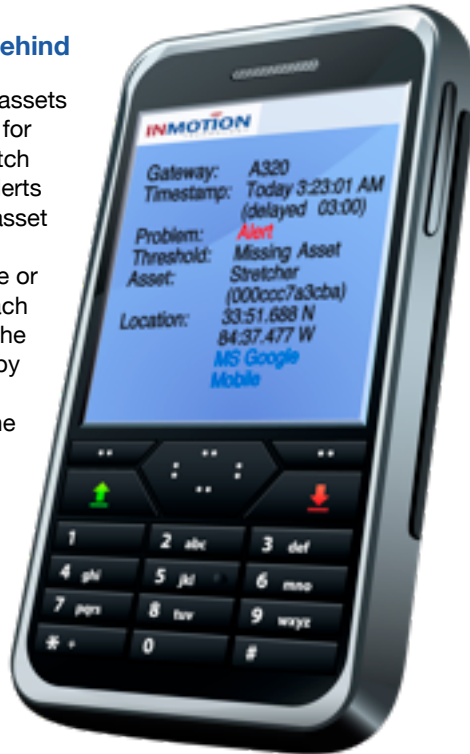 ehind
assets
for
tch
erts
asset
e or
ach
he
by
ne
INMOTION
Gateway: A320
Timestamp: Today 3:23:01 AM
(delayed 03:00)
Problem: Alert
Threshold: Missing Asset
Asset: Stretcher
(000ccc7a3cba)
Location: 33:51.688 N
84:37.477 W
MS Google
Mobile
1 2 abc 3 def
4 ghi 5 jkl 6 mno
7 pqrs 8 tuv 9 wxyz
* + 0 #